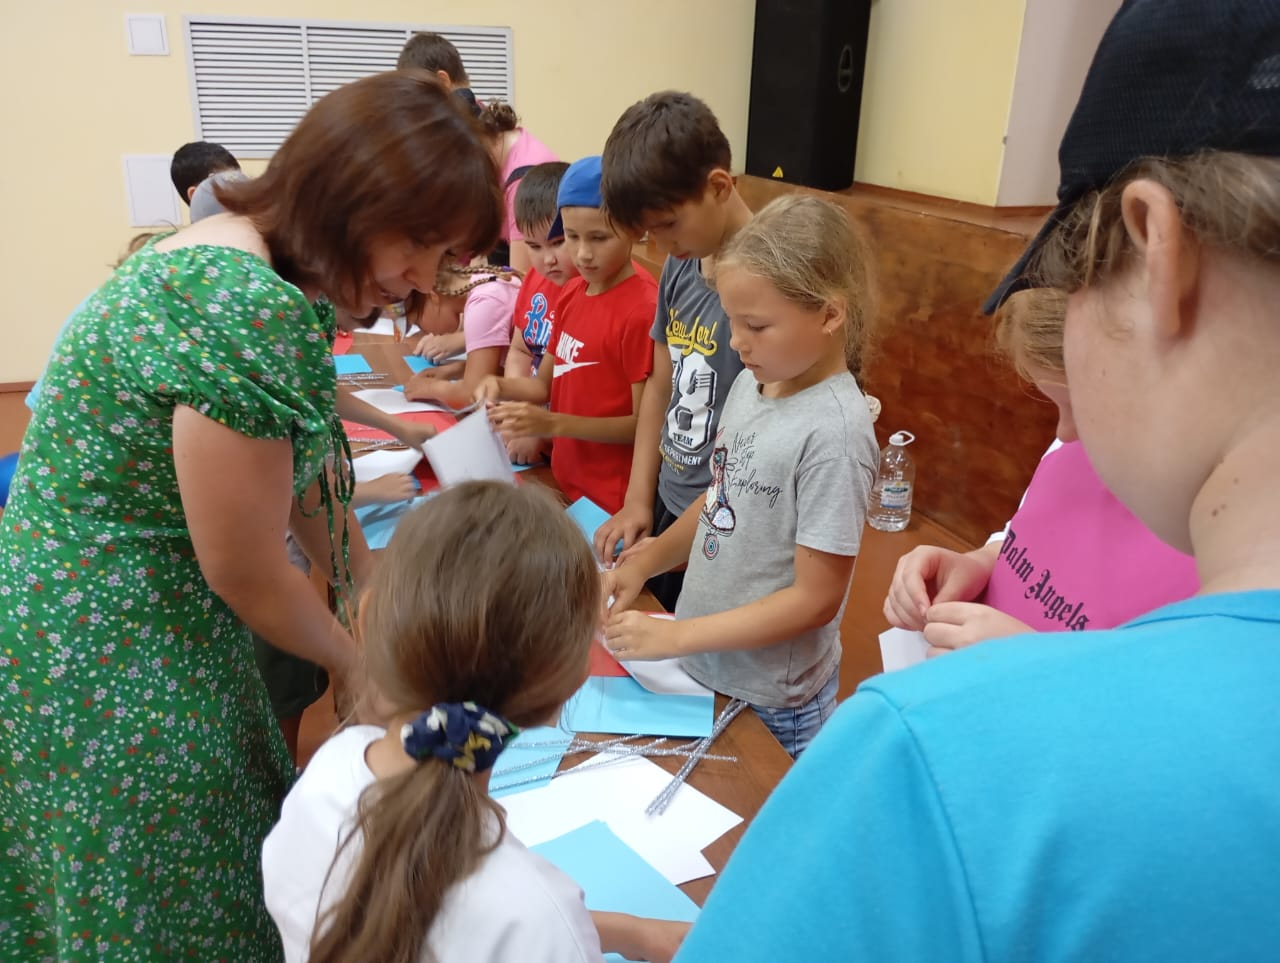 NIKE
New York
78
TEAM
DEPARTMENT
Never
Stop
Exploring
Palm Angels